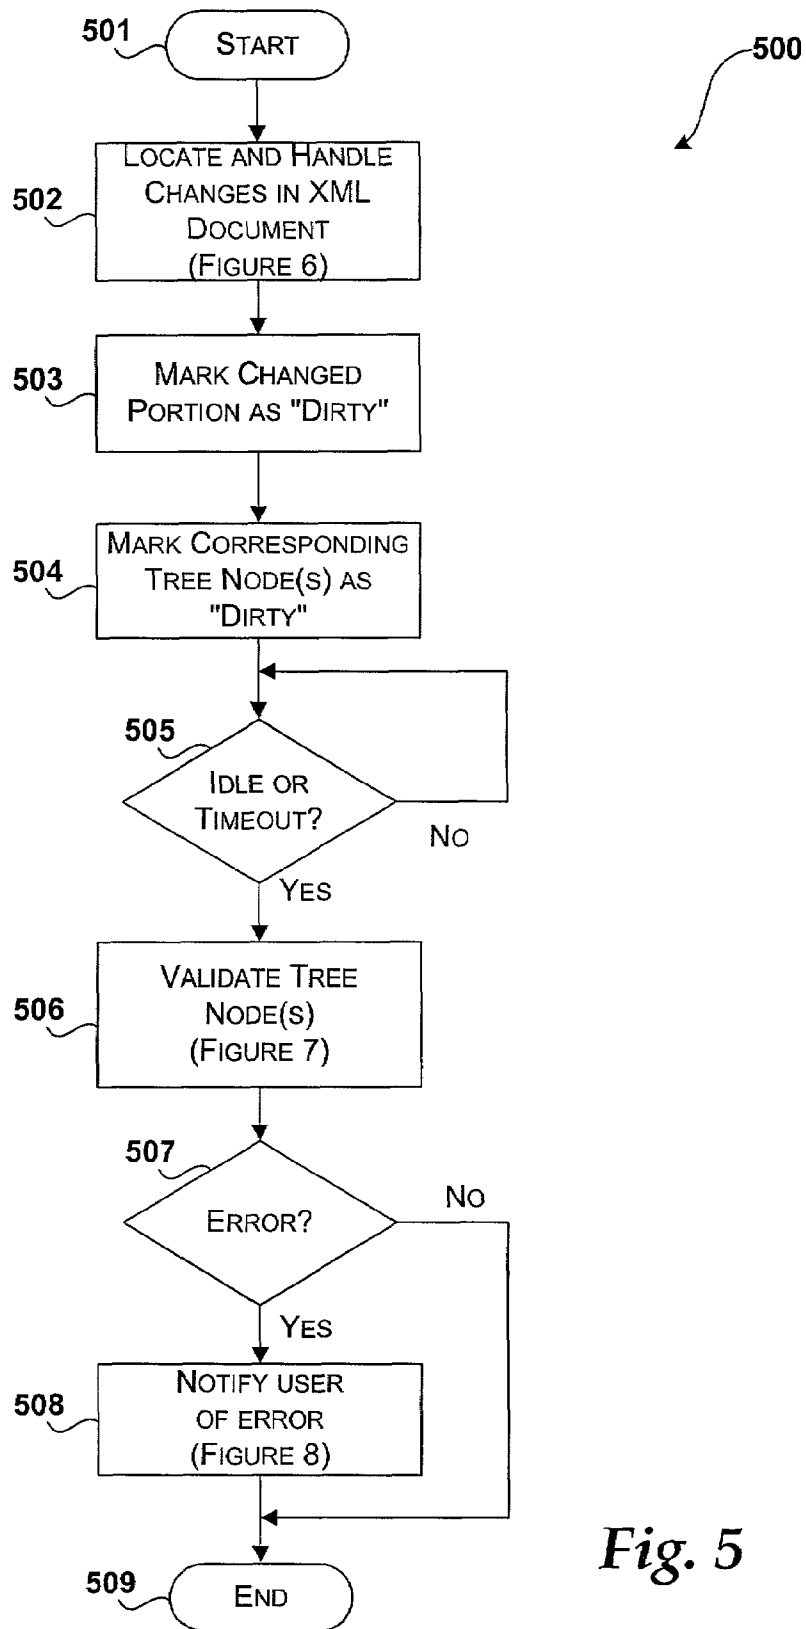 501
START
500
502
LOCATE AND HANDLE
CHANGES IN XML
DOCUMENT
(FIGURE 6)
503
MARK CHANGED
PORTION AS "DIRTY"
504
MARK CORRESPONDING
TREE NODE(S) AS
"DIRTY"
505
IDLE OR
TIMEOUT?
NO
YES
506
VALIDATE TREE
NODE(S)
(FIGURE 7)
507
ERROR?
NO
YES
508
NOTIFY USER
OF ERROR
(FIGURE 8)
509
END
Fig. 5